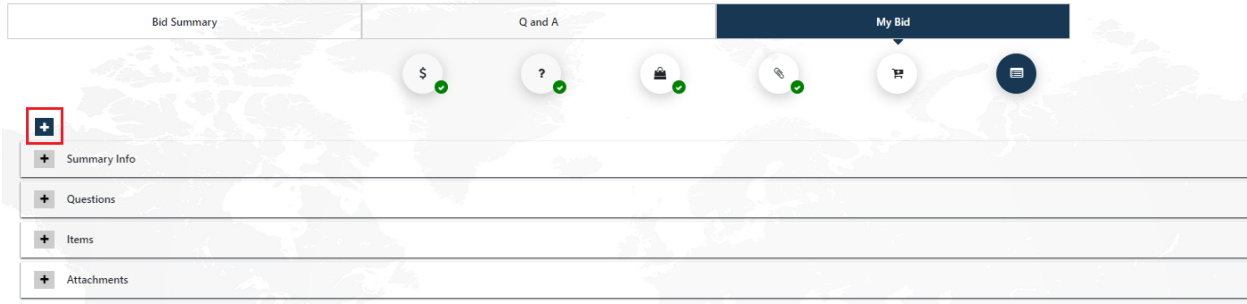 Bid Summary
Q and A
My Bid
$
?
Summary Info
Questions
Items
Attachments